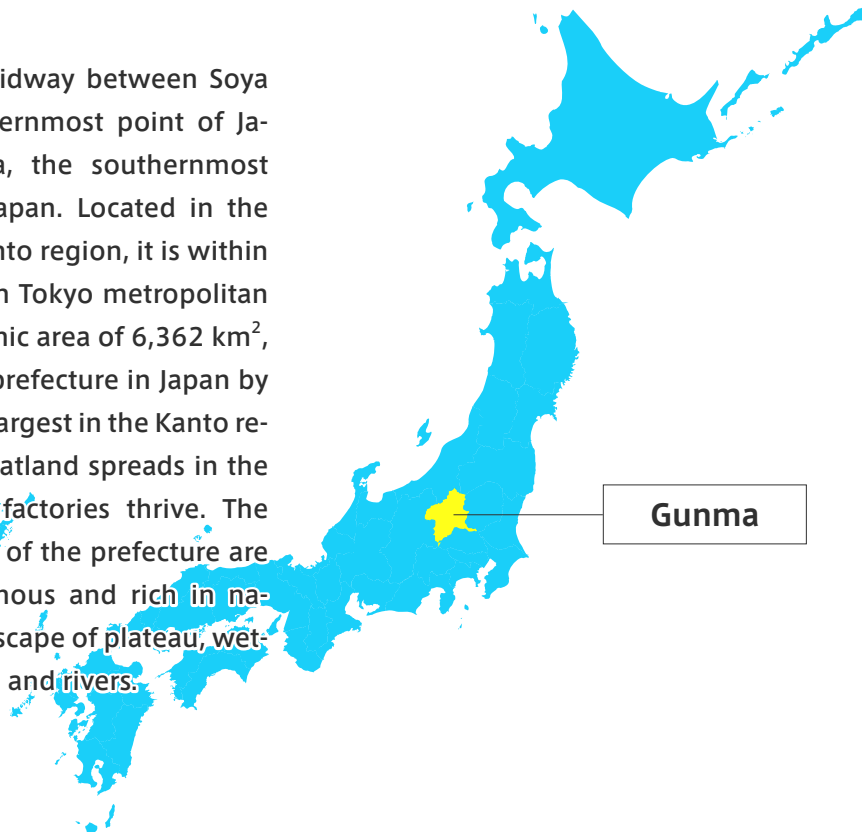 idway between Soya
ernmost point of Ja-
a, the southernmost
apan. Located in the
nto region, it is within
n Tokyo metropolitan
nic area of 6,362 km²,
prefecture in Japan by
argest in the Kanto re-
atland spreads in the
factories thrive. The
of the prefecture are
nous and rich in na-
scape of plateau, wet-
and rivers.
Gunma